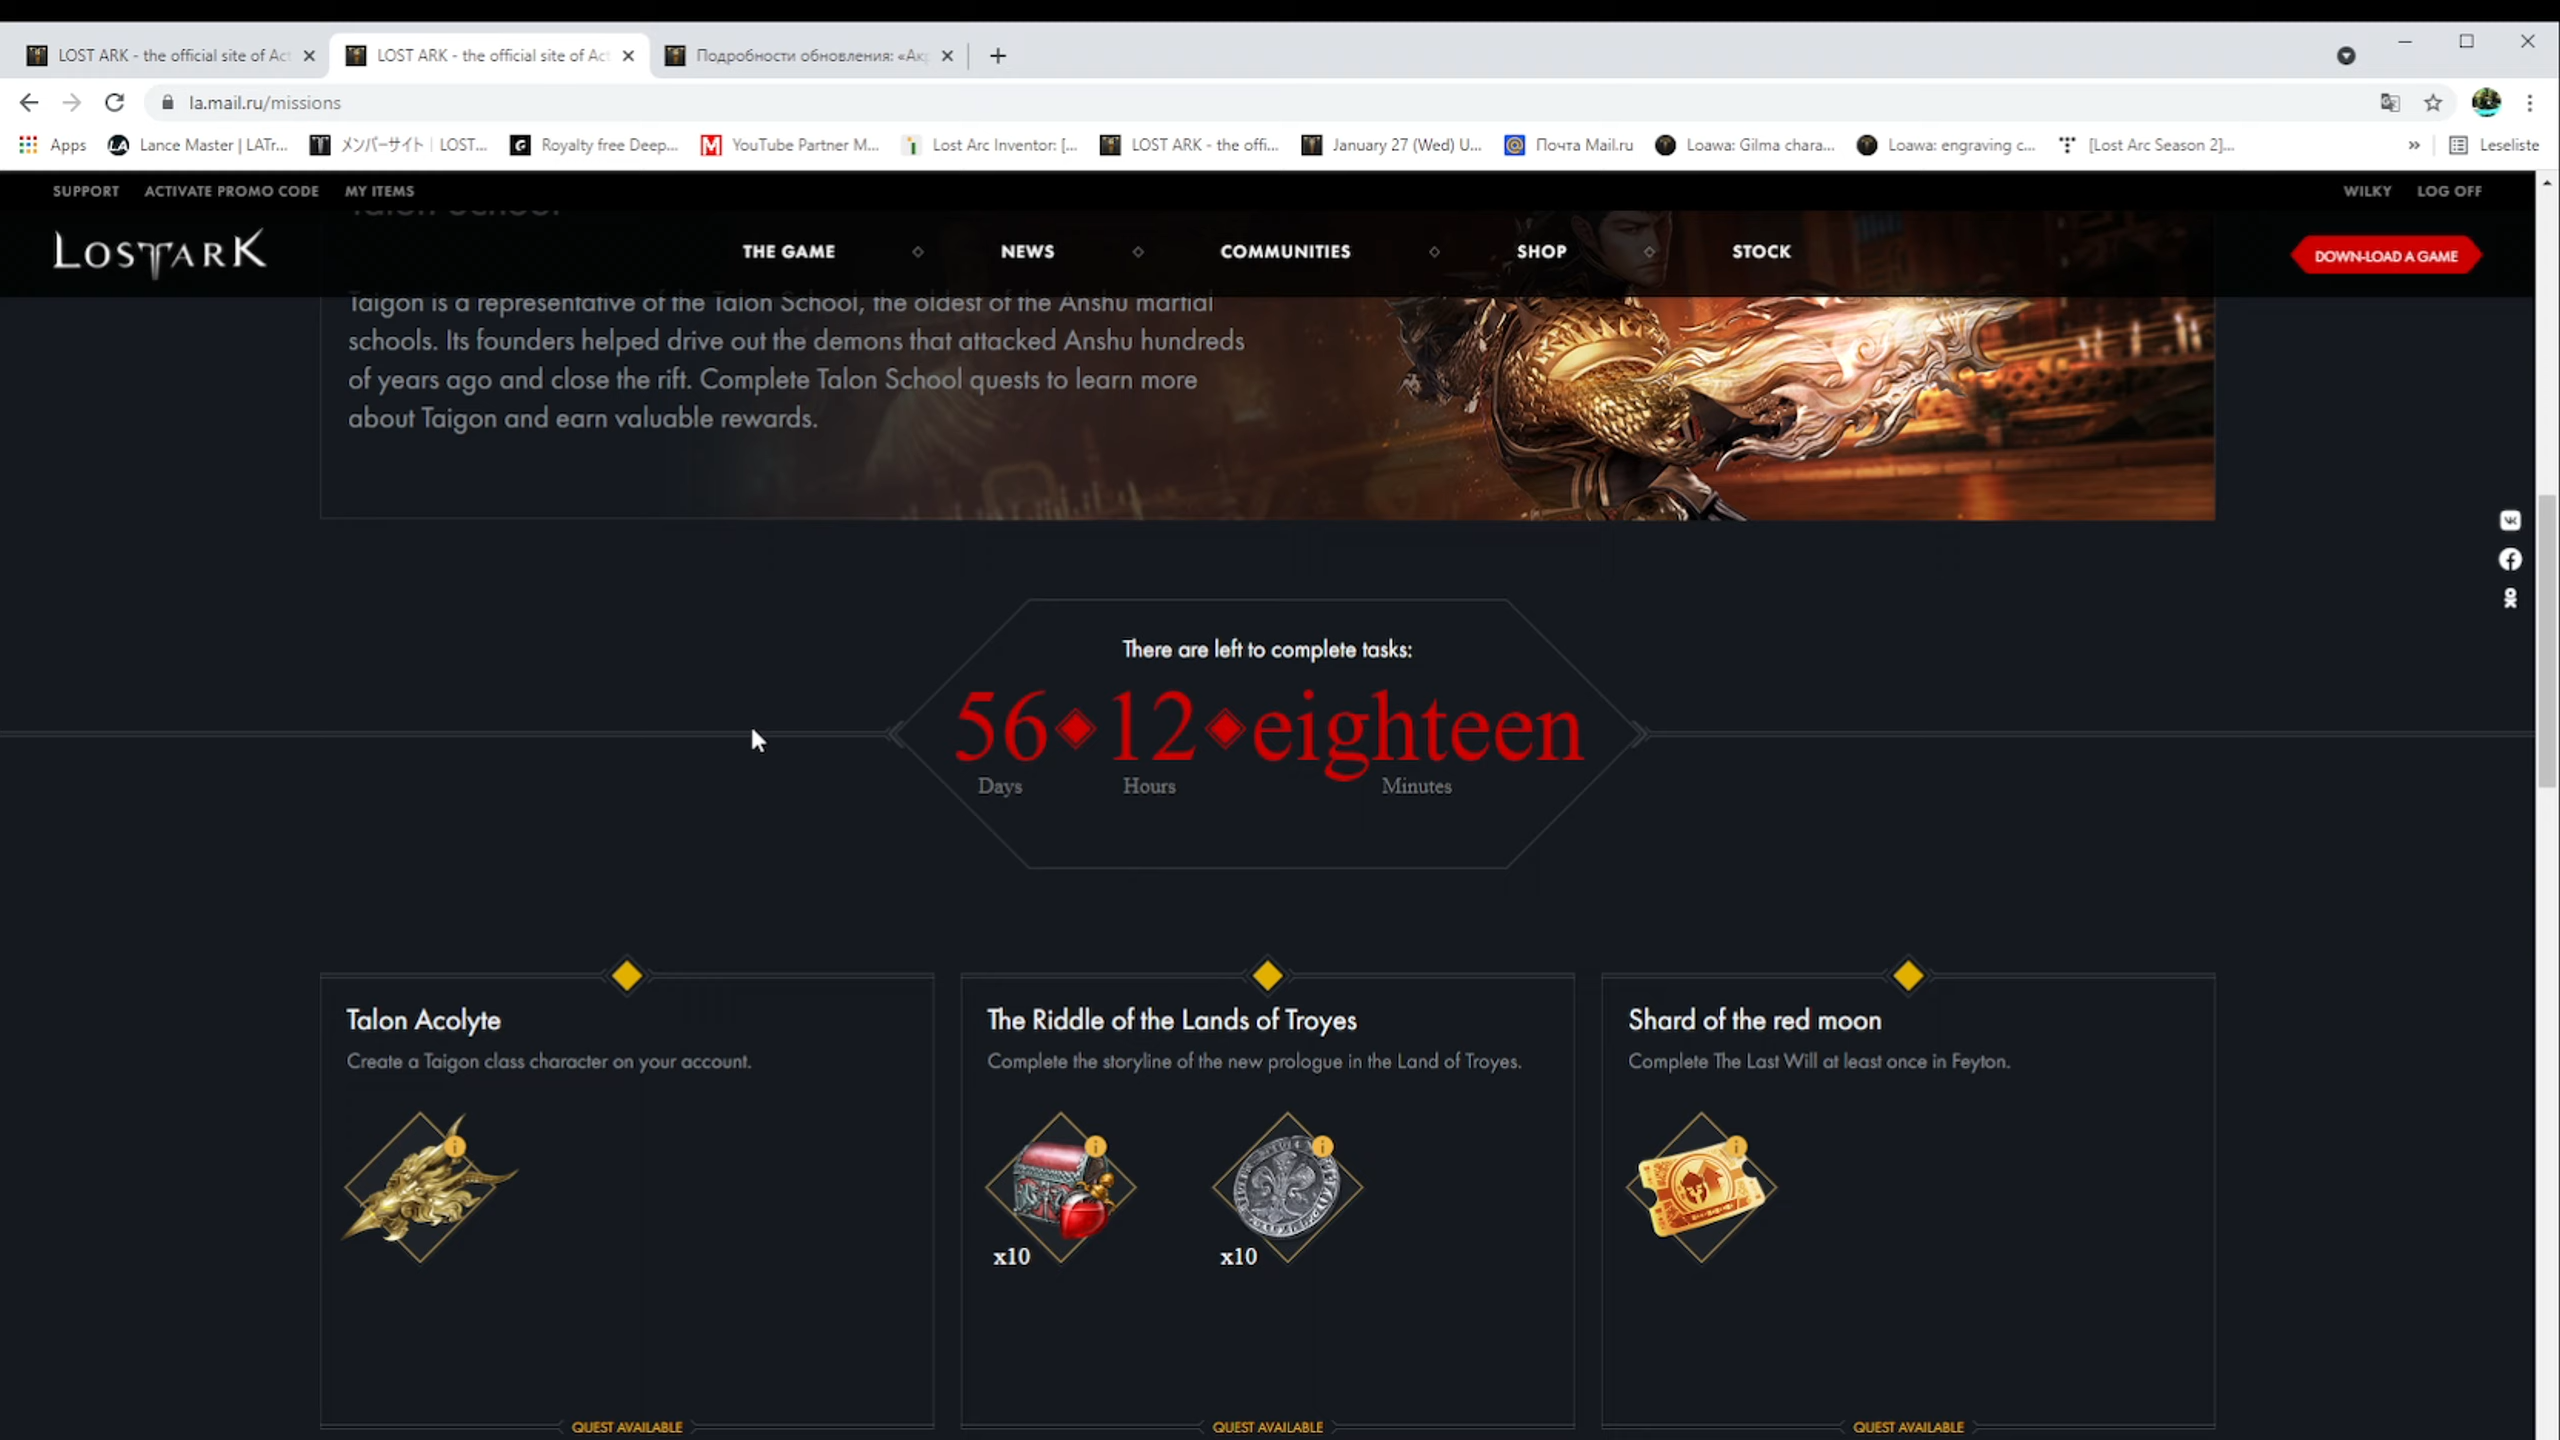 LOST ARK - the official site of Act
LOST ARK - the official site of Act
Подробности обновления: «Ак
la.mail.ru/missions
Apps
Lance Master | LATr...
メンバーサイト | LOST...
Royalty free Deep...
YouTube Partner M...
Lost Arc Inventor: [...
LOST ARK - the offi...
January 27 (Wed) U...
Почта Mail.ru
Loawa: Gilma chara...
Loawa: engraving c...
[Lost Arc Season 2]...
»
Leseliste
SUPPORT
ACTIVATE PROMO CODE
MY ITEMS
WILKY
LOG OFF
Talon School
LOST ARK
THE GAME
NEWS
COMMUNITIES
SHOP
STOCK
DOWN-LOAD A GAME
Taigon is a representative of the Talon School, the oldest of the Anshu martial
schools. Its founders helped drive out the demons that attacked Anshu hundreds
of years ago and close the rift. Complete Talon School quests to learn more
about Taigon and earn valuable rewards.
There are left to complete tasks:
56 12 eighteen
Days Hours Minutes
Talon Acolyte
Create a Taigon class character on your account.
QUEST AVAILABLE
The Riddle of the Lands of Troyes
Complete the storyline of the new prologue in the Land of Troyes.
x10 x10
QUEST AVAILABLE
Shard of the red moon
Complete The Last Will at least once in Feyton.
QUEST AVAILABLE